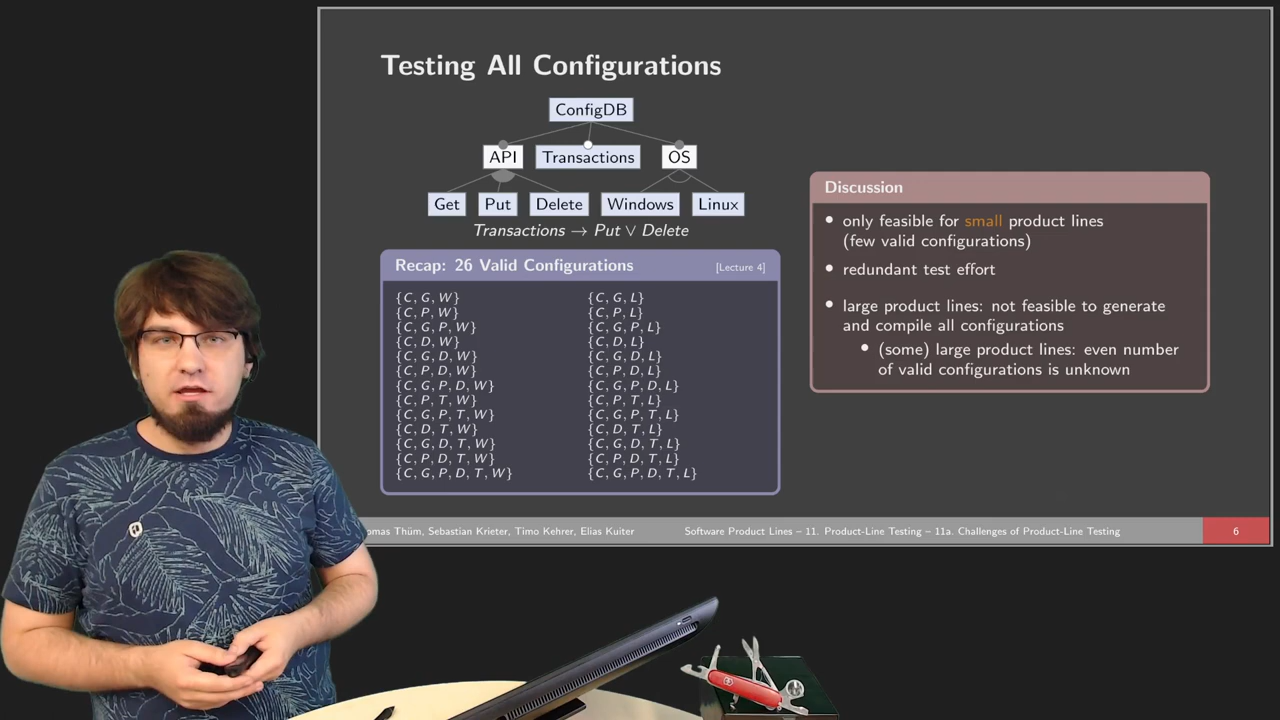 Testing All Configurations
ConfigDB
API Transactions OS
Get Put Delete Windows Linux
Transactions → Put ∨ Delete
Recap: 26 Valid Configurations [Lecture 4]
{C, G, W} {C, G, L}
{C, P, W} {C, P, L}
{C, G, P, W} {C, G, P, L}
{C, D, W} {C, D, L}
{C, G, D, W} {C, G, D, L}
{C, P, D, W} {C, P, D, L}
{C, G, P, D, W} {C, G, P, D, L}
{C, P, T, W} {C, P, T, L}
{C, G, P, T, W} {C, G, P, T, L}
{C, D, T, W} {C, D, T, L}
{C, G, D, T, W} {C, G, D, T, L}
{C, P, D, T, W} {C, P, D, T, L}
{C, G, P, D, T, W} {C, G, P, D, T, L}
Discussion
• only feasible for small product lines
(few valid configurations)
• redundant test effort
• large product lines: not feasible to generate
and compile all configurations
• (some) large product lines: even number
of valid configurations is unknown
omas Thüm, Sebastian Krieter, Timo Kehrer, Elias Kuiter Software Product Lines – 11. Product-Line Testing – 11a. Challenges of Product-Line Testing 6